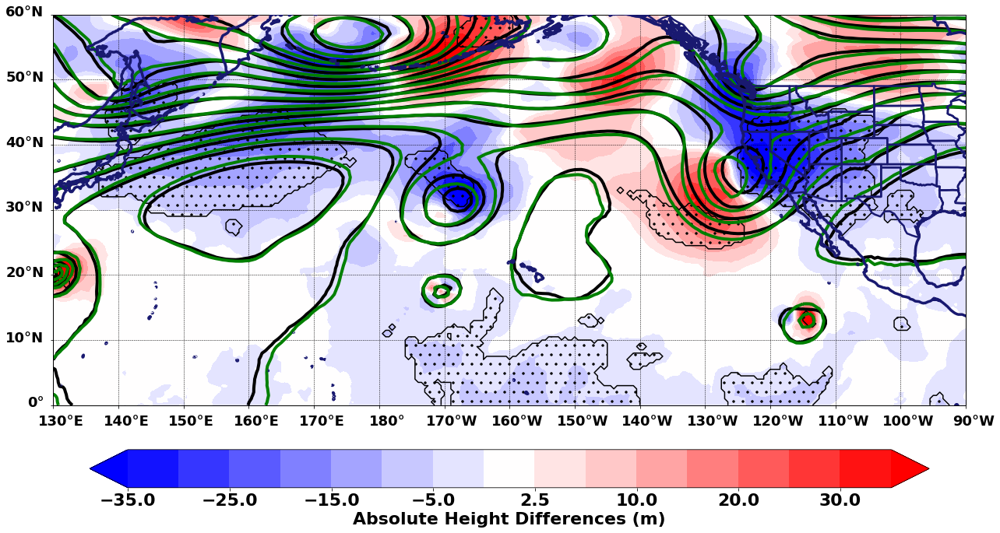 60°N
50°N
40°N
30°N
20°N
10°N
0°
130°E 140°E 150°E 160°E 170°E 180° 170°W 160°W 150°W 140°W 130°W 120°W 110°W 100°W 90°W
−35.0 −25.0 −15.0 −5.0 2.5 10.0 20.0 30.0
Absolute Height Differences (m)